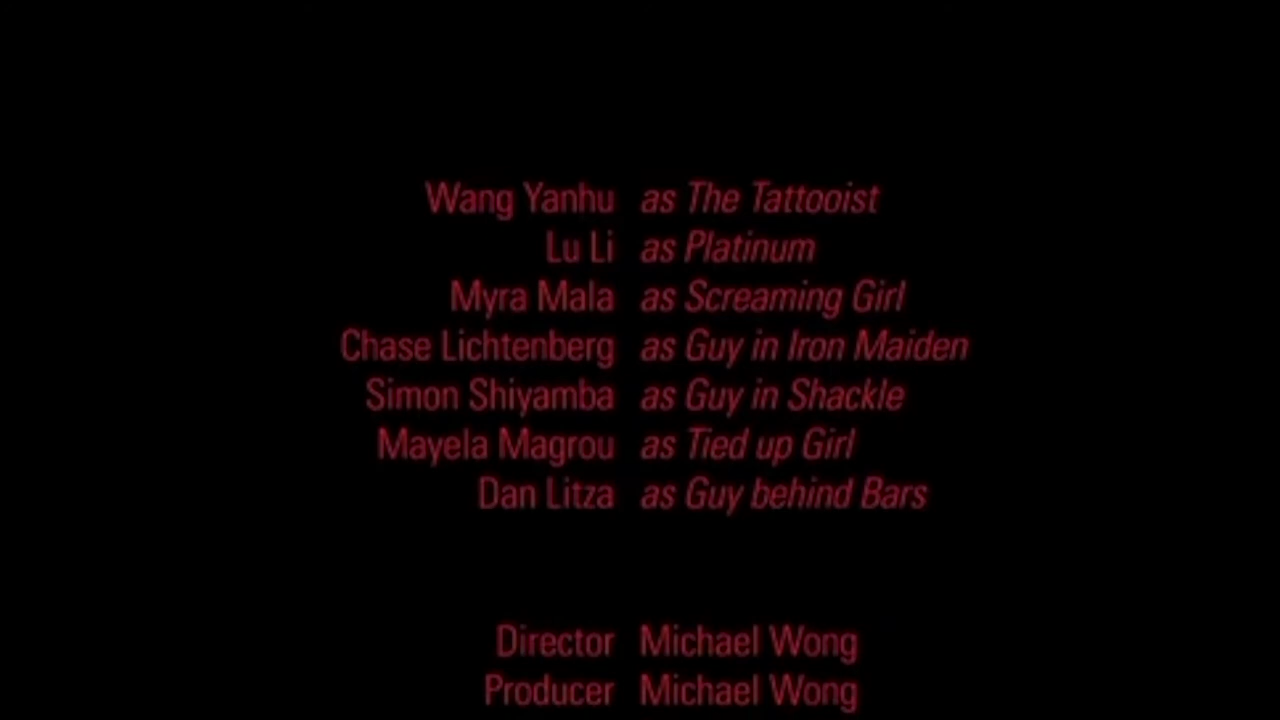 Wang Yanhu as The Tattooist
Lu Li as Platinum
Myra Mala as Screaming Girl
Chase Lichtenberg as Guy in Iron Maiden
Simon Shiyamba as Guy in Shackle
Mayela Magrou as Tied up Girl
Dan Litza as Guy behind Bars
Director Michael Wong
Producer Michael Wong